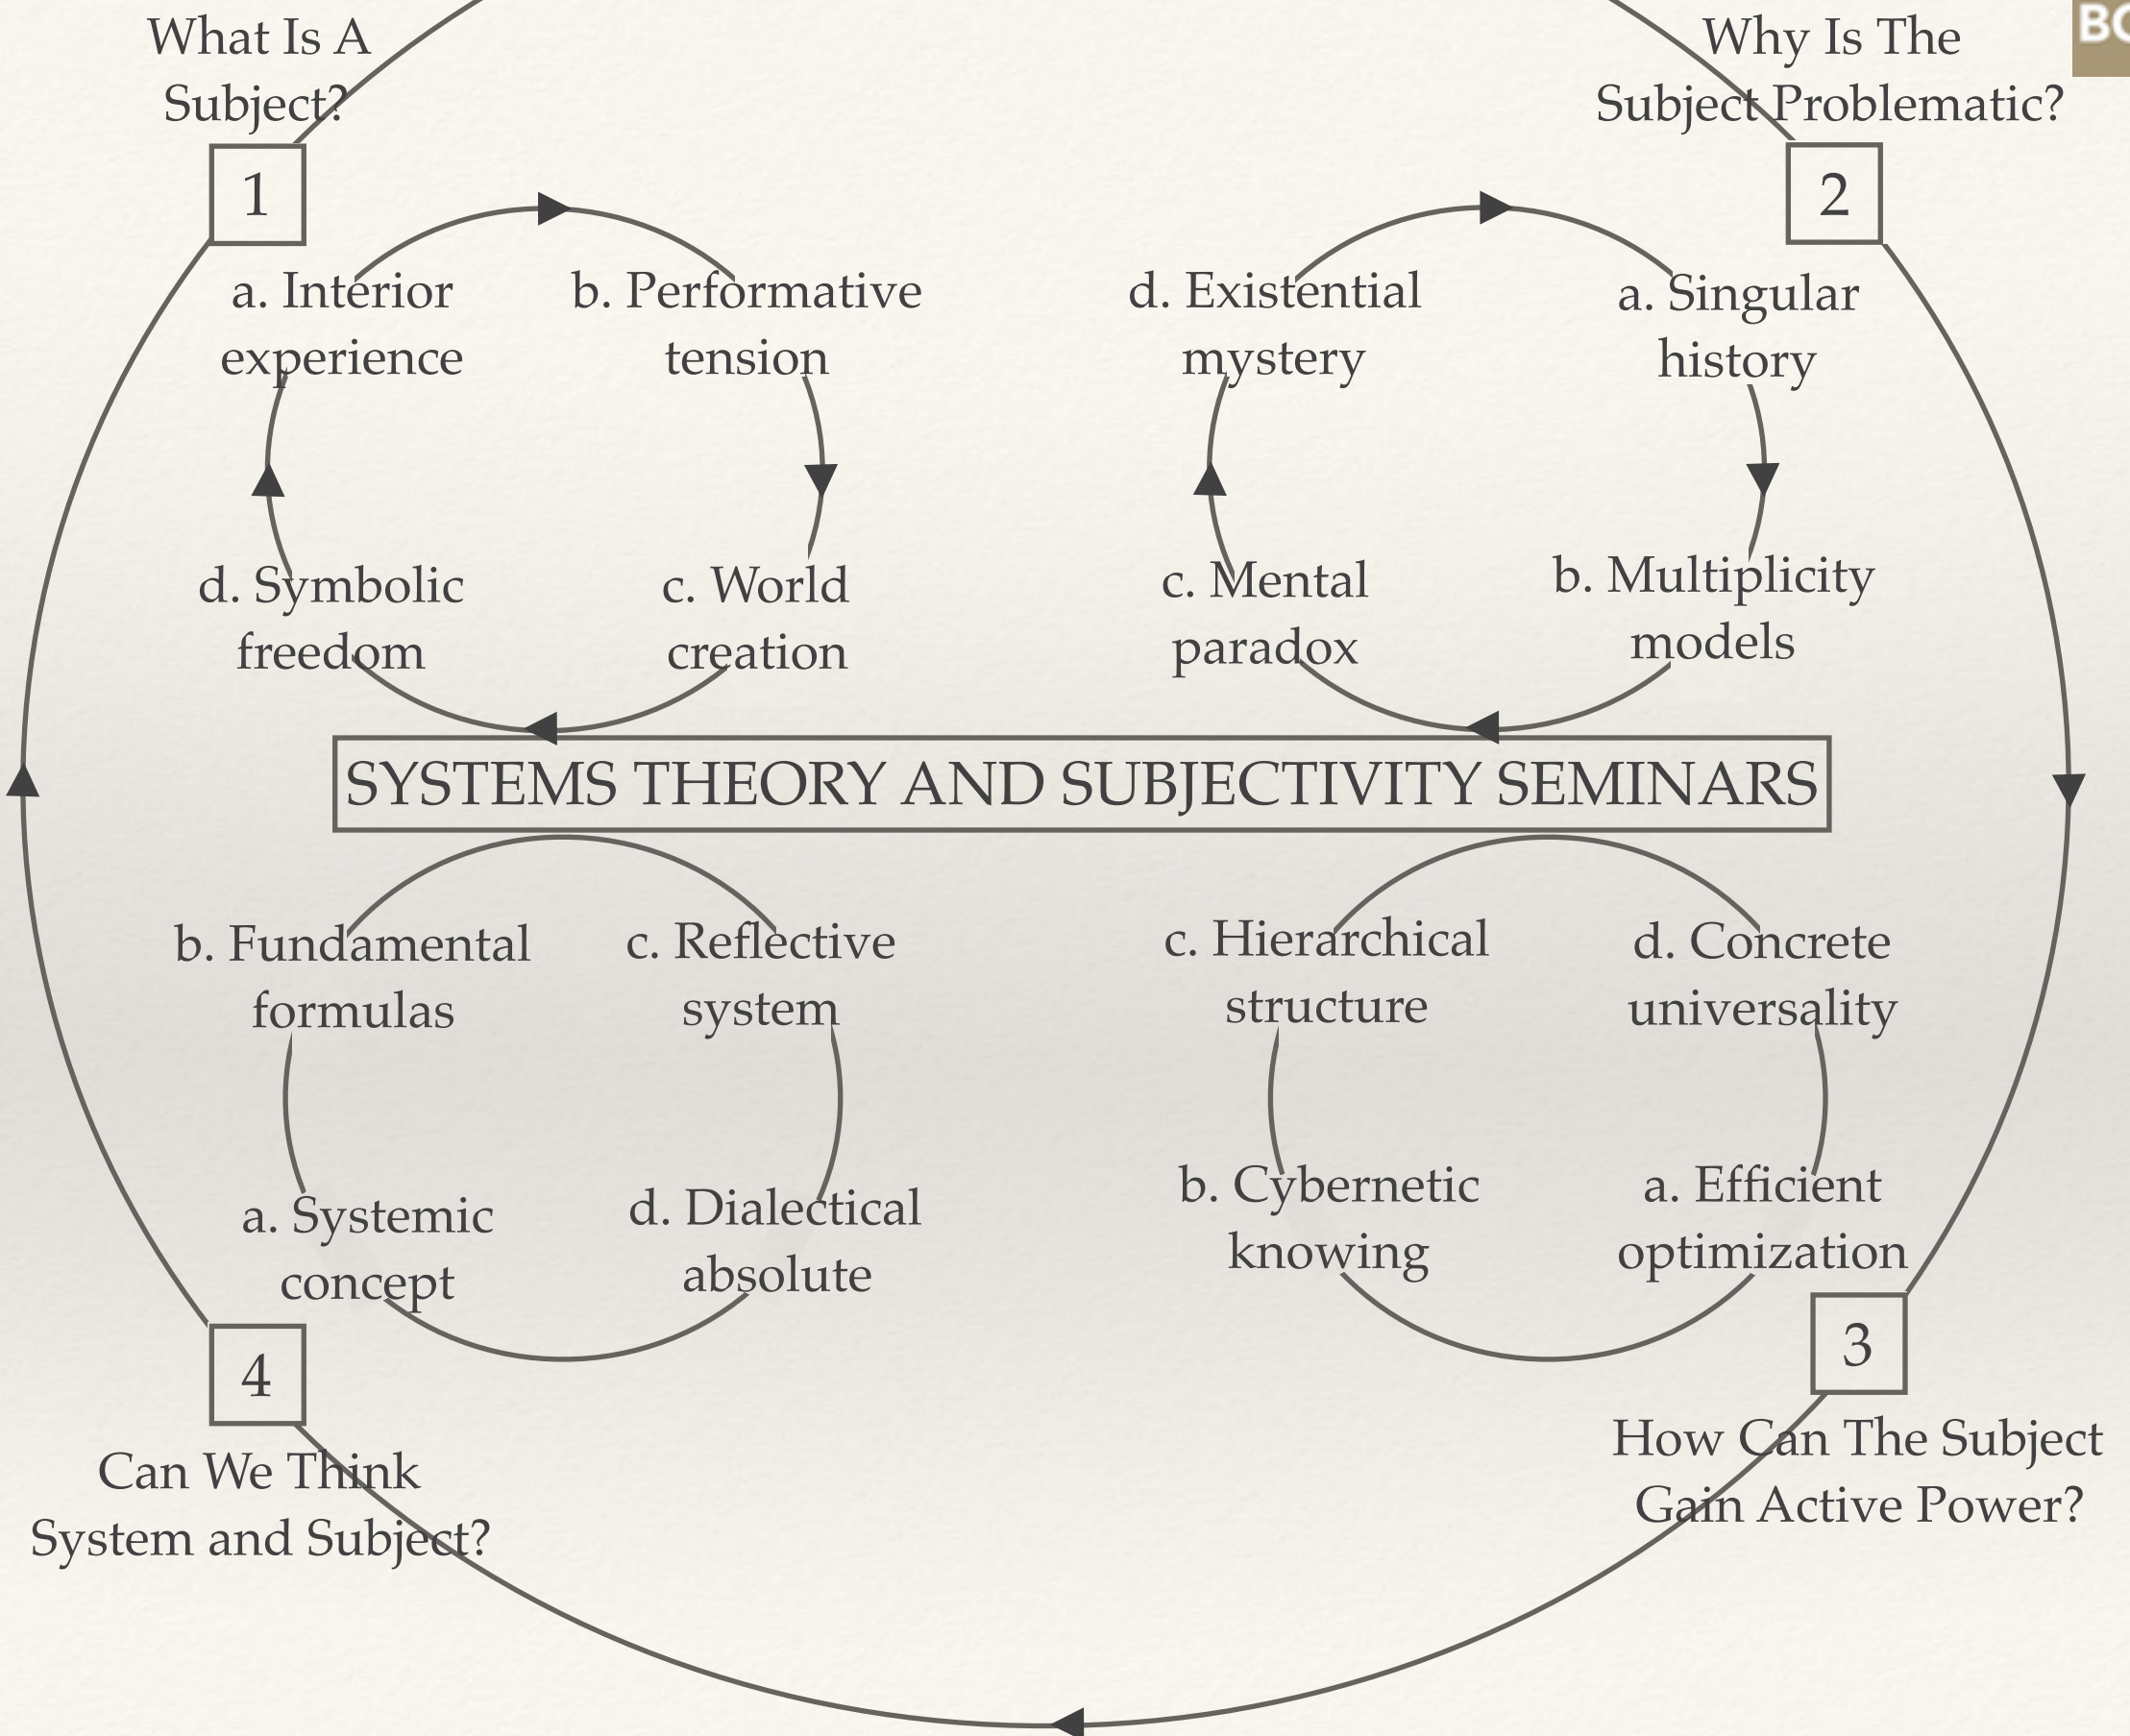 What Is A
Subject?
1
a. Interior
experience
b. Performative
tension
c. World
creation
d. Symbolic
freedom
Why Is The
Subject Problematic?
BC
2
a. Singular
history
b. Multiplicity
models
c. Mental
paradox
d. Existential
mystery
SYSTEMS THEORY AND SUBJECTIVITY SEMINARS
c. Hierarchical
structure
d. Concrete
universality
b. Cybernetic
knowing
a. Efficient
optimization
3
How Can The Subject
Gain Active Power?
b. Fundamental
formulas
c. Reflective
system
a. Systemic
concept
d. Dialectical
absolute
4
Can We Think
System and Subject?